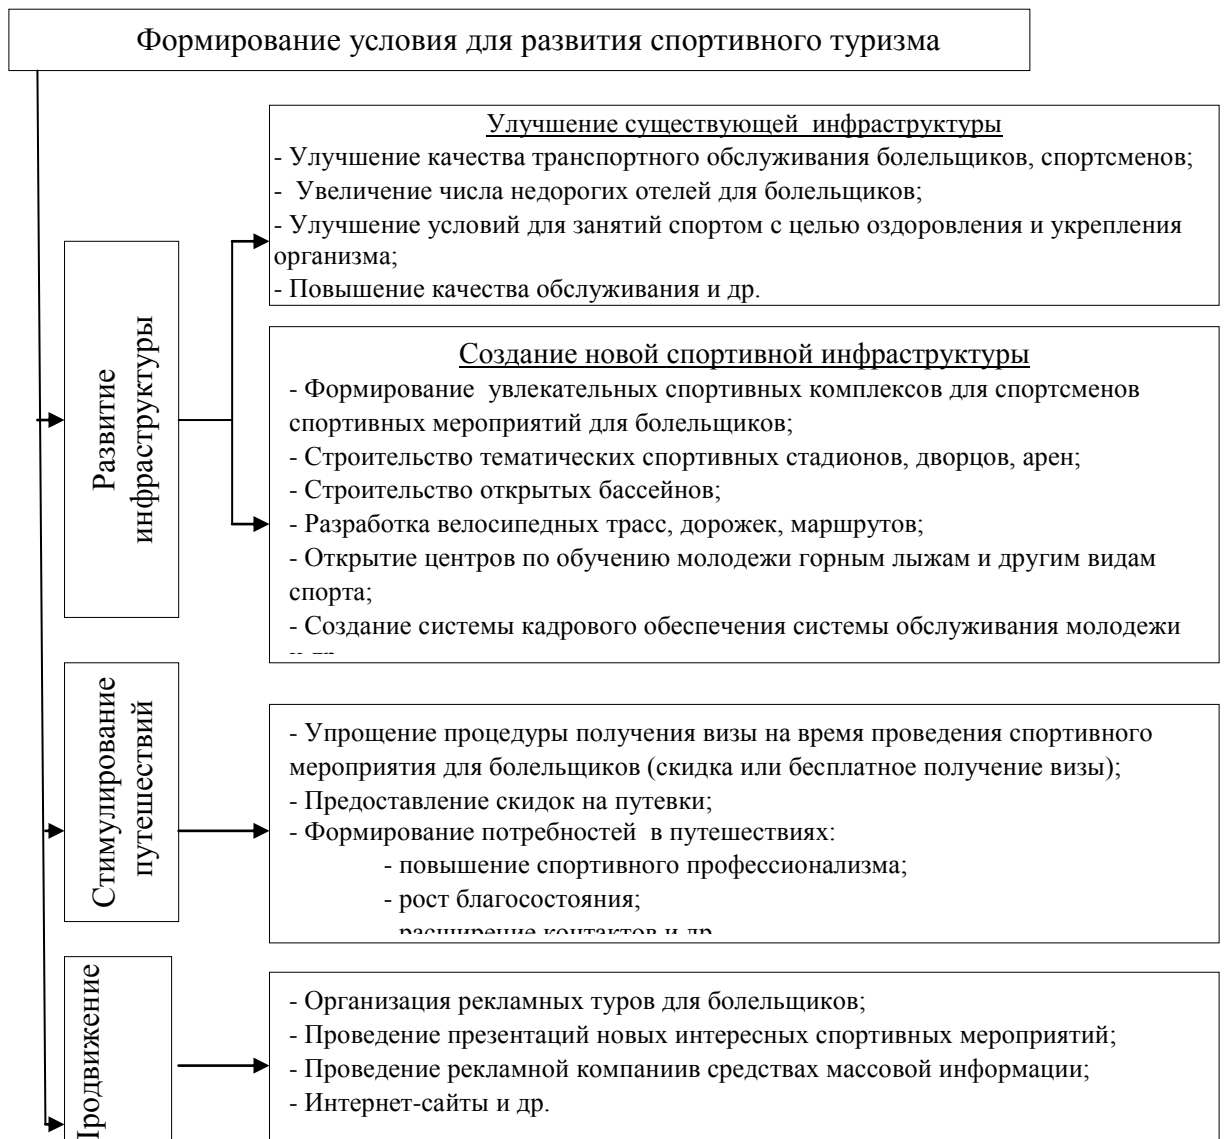 Формирование условия для развития спортивного туризма
Улучшение существующей инфраструктуры
- Улучшение качества транспортного обслуживания болельщиков, спортсменов;
- Увеличение числа недорогих отелей для болельщиков;
- Улучшение условий для занятий спортом с целью оздоровления и укрепления
организма;
- Повышение качества обслуживания и др.
Развитие
инфраструктуры
Создание новой спортивной инфраструктуры
- Формирование увлекательных спортивных комплексов для спортсменов
спортивных мероприятий для болельщиков;
- Строительство тематических спортивных стадионов, дворцов, арен;
- Строительство открытых бассейнов;
- Разработка велосипедных трасс, дорожек, маршрутов;
- Открытие центров по обучению молодежи горным лыжам и другим видам
спорта;
- Создание системы кадрового обеспечения системы обслуживания молодежи
Стимулирование
путешествий
- Упрощение процедуры получения визы на время проведения спортивного
мероприятия для болельщиков (скидка или бесплатное получение визы);
- Предоставление скидок на путевки;
- Формирование потребностей в путешествиях:
- повышение спортивного профессионализма;
- рост благосостояния;
- расширение контактов и др.
Продвижение
- Организация рекламных туров для болельщиков;
- Проведение презентаций новых интересных спортивных мероприятий;
- Проведение рекламной компаниив средствах массовой информации;
- Интернет-сайты и др.